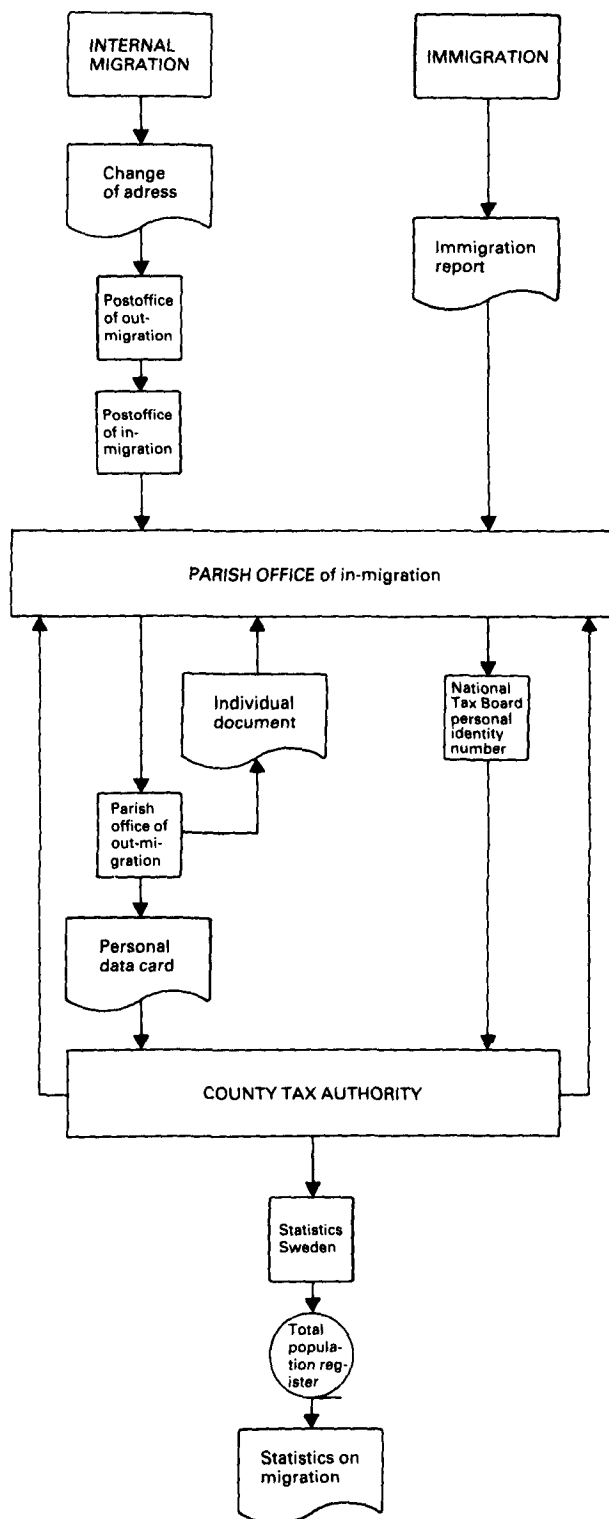 INTERNAL
MIGRATION
IMMIGRATION
Change
of adress
Immigration
report
Postoffice
of out-
migration
Postoffice
of in-
migration
PARISH OFFICE of in-migration
Individual
document
National
Tax Board
personal
identity
number
Parish
office of
out-mi-
gration
Personal
data card
COUNTY TAX AUTHORITY
Statistics
Sweden
Total
popula-
tion reg-
ister
Statistics on
migration